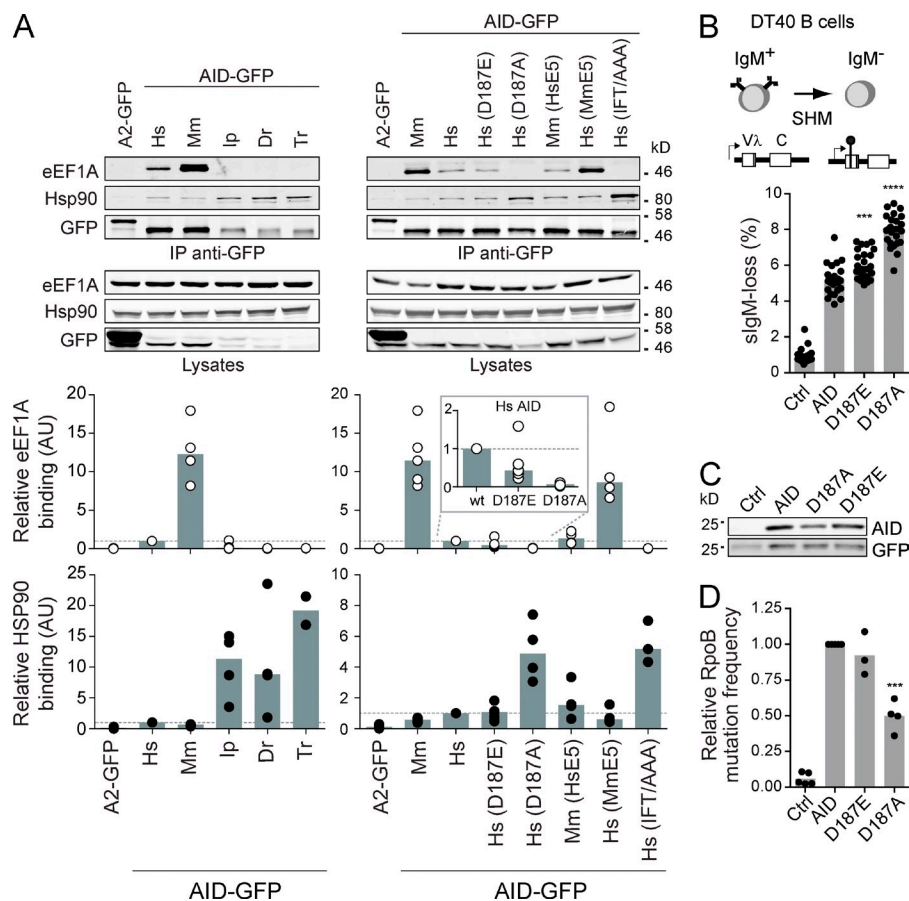 A
AID-GFP
A2-GFP
Hs
Mm
Ip
Dr
Tr
eEF1A
Hsp90
GFP
IP anti-GFP
eEF1A
Hsp90
GFP
Lysates
AID-GFP
A2-GFP
Mm
Hs
Hs (D187E)
Hs (D187A)
Mm (HsE5)
Hs (MmE5)
Hs (IFT/AAA)
kD
46
80
58
46
46
80
58
46
IP anti-GFP
Lysates
Relative eEF1A
binding (AU)
20
15
10
5
0
20
15
10
5
0
Hs AID
2
1
0
wt
D187E
D187A
Relative HSP90
binding (AU)
25
20
15
10
5
0
A2-GFP
Hs
Mm
Ip
Dr
Tr
AID-GFP
10
8
6
4
2
0
A2-GFP
Mm
Hs
Hs (D187E)
Hs (D187A)
Mm (HsE5)
Hs (MmE5)
Hs (IFT/AAA)
AID-GFP
B
DT40 B cells
IgM+
IgM-
SHM
Vλ
C
sIgM-loss (%)
10
8
6
4
2
0
***
****
Ctrl
AID
D187E
D187A
C
kD
Ctrl
AID
D187A
D187E
25
AID
25
GFP
D
Relative RpoB
mutation frequency
1.25
1.00
0.75
0.50
0.25
0.00
***
Ctrl
AID
D187E
D187A